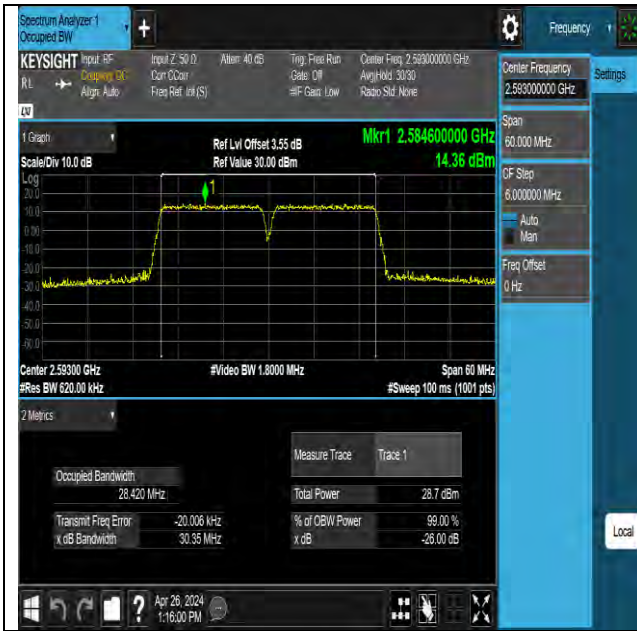 Spectrum Analyzer 1
Occupied BW
Frequency
KEYSIGHT Input: RF
Input Z: 50 Ω
Atten: 40 dB
Trig: Free Run
Center Freq: 2.593000000 GHz
RL
Coupling: DC
Corr CCorr
Gate: Off
Avg|Hold: 30/30
Align: Auto
Freq Ref: Int (S)
#IF Gain: Low
Radio Std: None
Center Frequency
2.593000000 GHz
Settings
Span
60.000 MHz
CF Step
6.000000 MHz
Auto
Man
Freq Offset
0 Hz
1 Graph
Ref Lvl Offset 3.55 dB
Mkr1 2.584600000 GHz
Scale/Div 10.0 dB
Ref Value 30.00 dBm
14.36 dBm
Log
1
20.0
10.0
0.00
-10.0
-20.0
-30.0
-40.0
-50.0
-60.0
Center 2.59300 GHz
#Video BW 1.8000 MHz
Span 60 MHz
#Res BW 620.00 kHz
#Sweep 100 ms (1001 pts)
2 Metrics
Measure Trace
Trace 1
Occupied Bandwidth
28.420 MHz
Total Power
28.7 dBm
Transmit Freq Error
-20.006 kHz
% of OBW Power
99.00 %
x dB Bandwidth
30.35 MHz
x dB
-26.00 dB
Local
Apr 26, 2024
1:16:00 PM